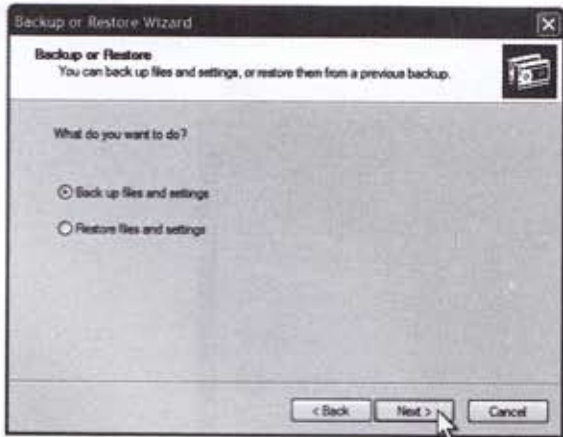 Backup or Restore Wizard
Backup or Restore
You can back up files and settings, or restore them from a previous backup.
What do you want to do?
Back up files and settings
Restore files and settings
< Back
Next >
Cancel